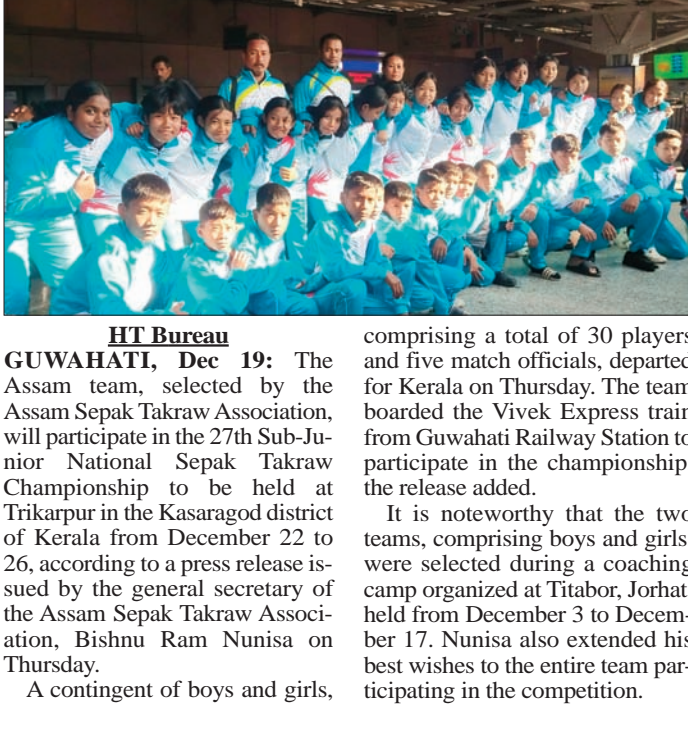 HT Bureau
GUWAHATI, Dec 19: The
Assam team, selected by the
Assam Sepak Takraw Association,
will participate in the 27th Sub-Ju-
nior National Sepak Takraw
Championship to be held at
Trikarpur in the Kasaragod district
of Kerala from December 22 to
26, according to a press release is-
sued by the general secretary of
the Assam Sepak Takraw Associ-
ation, Bishnu Ram Nunisa on
Thursday.
A contingent of boys and girls,
comprising a total of 30 players
and five match officials, departed
for Kerala on Thursday. The team
boarded the Vivek Express train
from Guwahati Railway Station to
participate in the championship,
the release added.
It is noteworthy that the two
teams, comprising boys and girls,
were selected during a coaching
camp organized at Titabor, Jorhat,
held from December 3 to Decem-
ber 17. Nunisa also extended his
best wishes to the entire team par-
ticipating in the competition.